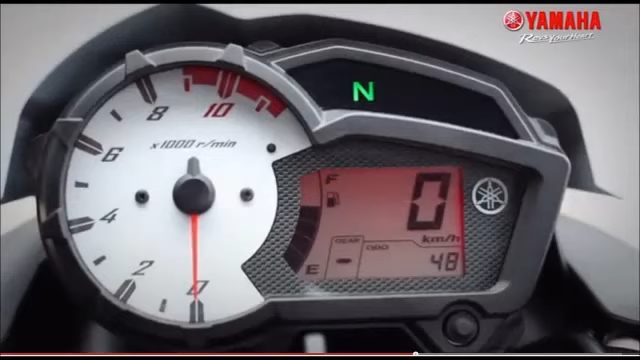 YAMAHA
Revs Your Heart
N
10
8
x1000 r/min
6
4
2
0
F
0
km/h
GEAR
-
ODO
48
E